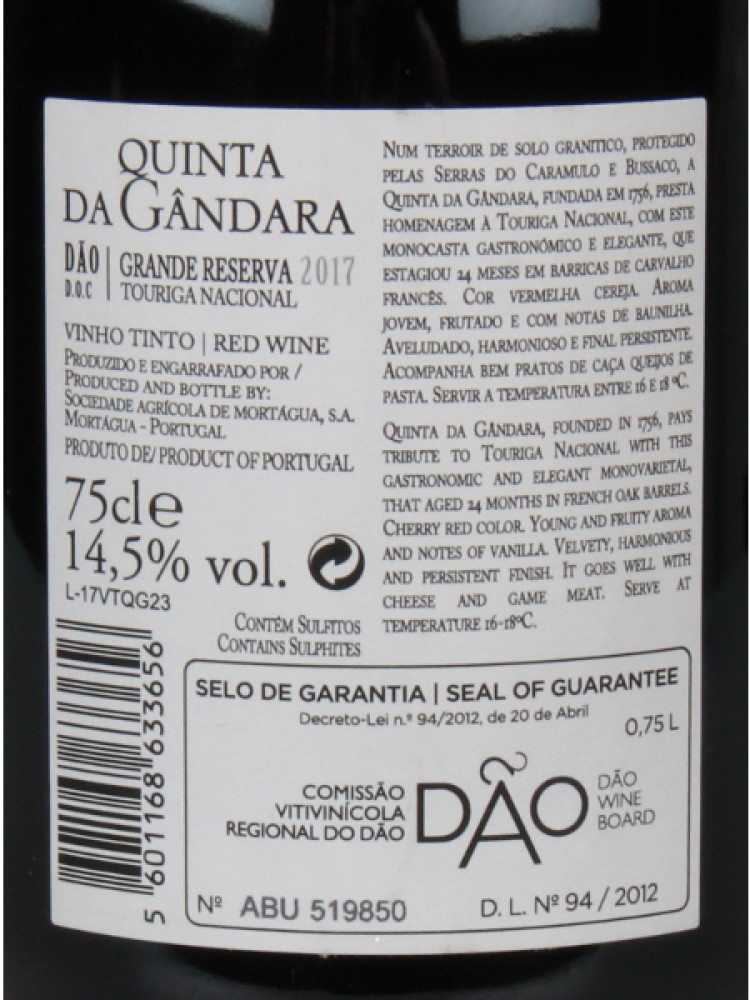 QUINTA
DA GÂNDARA
DÃO
D.O.C
GRANDE RESERVA 2017
TOURIGA NACIONAL
VINHO TINTO | RED WINE
PRODUZIDO E ENGARRAFADO POR /
PRODUCED AND BOTTLE BY:
SOCIEDADE AGRÍCOLA DE MORTÁGUA, S.A.
MORTÁGUA - PORTUGAL
PRODUTO DE/ PRODUCT OF PORTUGAL
75cl e
14,5% vol.
L-17VTQG23
CONTÉM SULFITOS
CONTAINS SULPHITES
5 601168 633656
NUM TERROIR DE SOLO GRANITICO, PROTEGIDO
PELAS SERRAS DO CARAMULO E BUSSACO, A
QUINTA DA GÂNDARA, FUNDADA EM 1756, PRESTA
HOMENAGEM À TOURIGA NACIONAL, COM ESTE
MONOCASTA GASTRONÓMICO E ELEGANTE, QUE
ESTAGIOU 24 MESES EM BARRICAS DE CARVALHO
FRANCÊS. COR VERMELHA CEREJA. AROMA
JOVEM, FRUTADO E COM NOTAS DE BAUNILHA.
AVELUDADO, HARMONIOSO E FINAL PERSISTENTE.
ACOMPANHA BEM PRATOS DE CAÇA QUEIJOS DE
PASTA. SERVIR A TEMPERATURA ENTRE 16 E 18 ºC.
QUINTA DA GÂNDARA, FOUNDED IN 1756, PAYS
TRIBUTE TO TOURIGA NACIONAL WITH THIS
GASTRONOMIC AND ELEGANT MONOVARIETAL,
THAT AGED 24 MONTHS IN FRENCH OAK BARRELS.
CHERRY RED COLOR. YOUNG AND FRUITY AROMA
AND NOTES OF VANILLA. VELVETY, HARMONIOUS
AND PERSISTENT FINISH. IT GOES WELL WITH
CHEESE AND GAME MEAT. SERVE AT
TEMPERATURE 16-18ºC.
SELO DE GARANTIA | SEAL OF GUARANTEE
Decreto-Lei n.º 94/2012, de 20 de Abril
0,75 L
COMISSÃO
VITIVINÍCOLA
REGIONAL DO DÃO
DÃO
DÃO
WINE
BOARD
Nº ABU 519850
D. L. Nº 94 / 2012